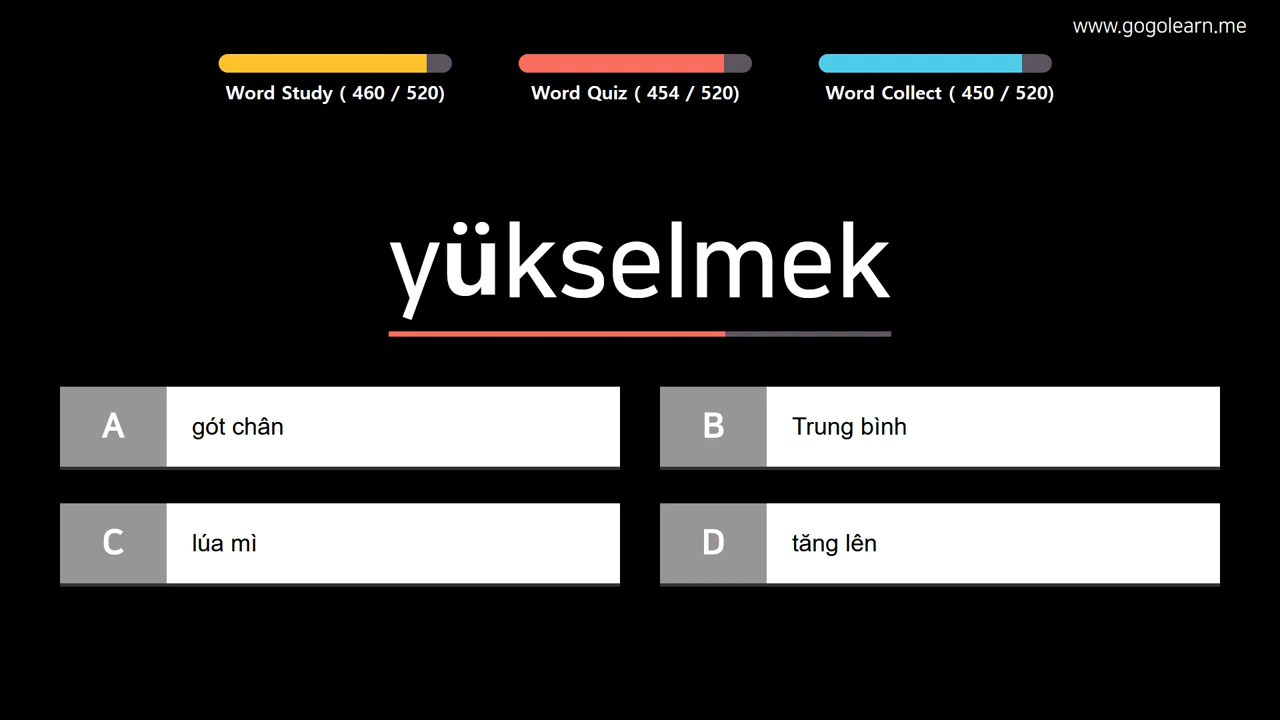 www.gogolearn.me
Word Study ( 460 / 520)
Word Quiz ( 454 / 520)
Word Collect ( 450 / 520)
yükselmek
A gót chân
B Trung bình
C lúa mì
D tăng lên